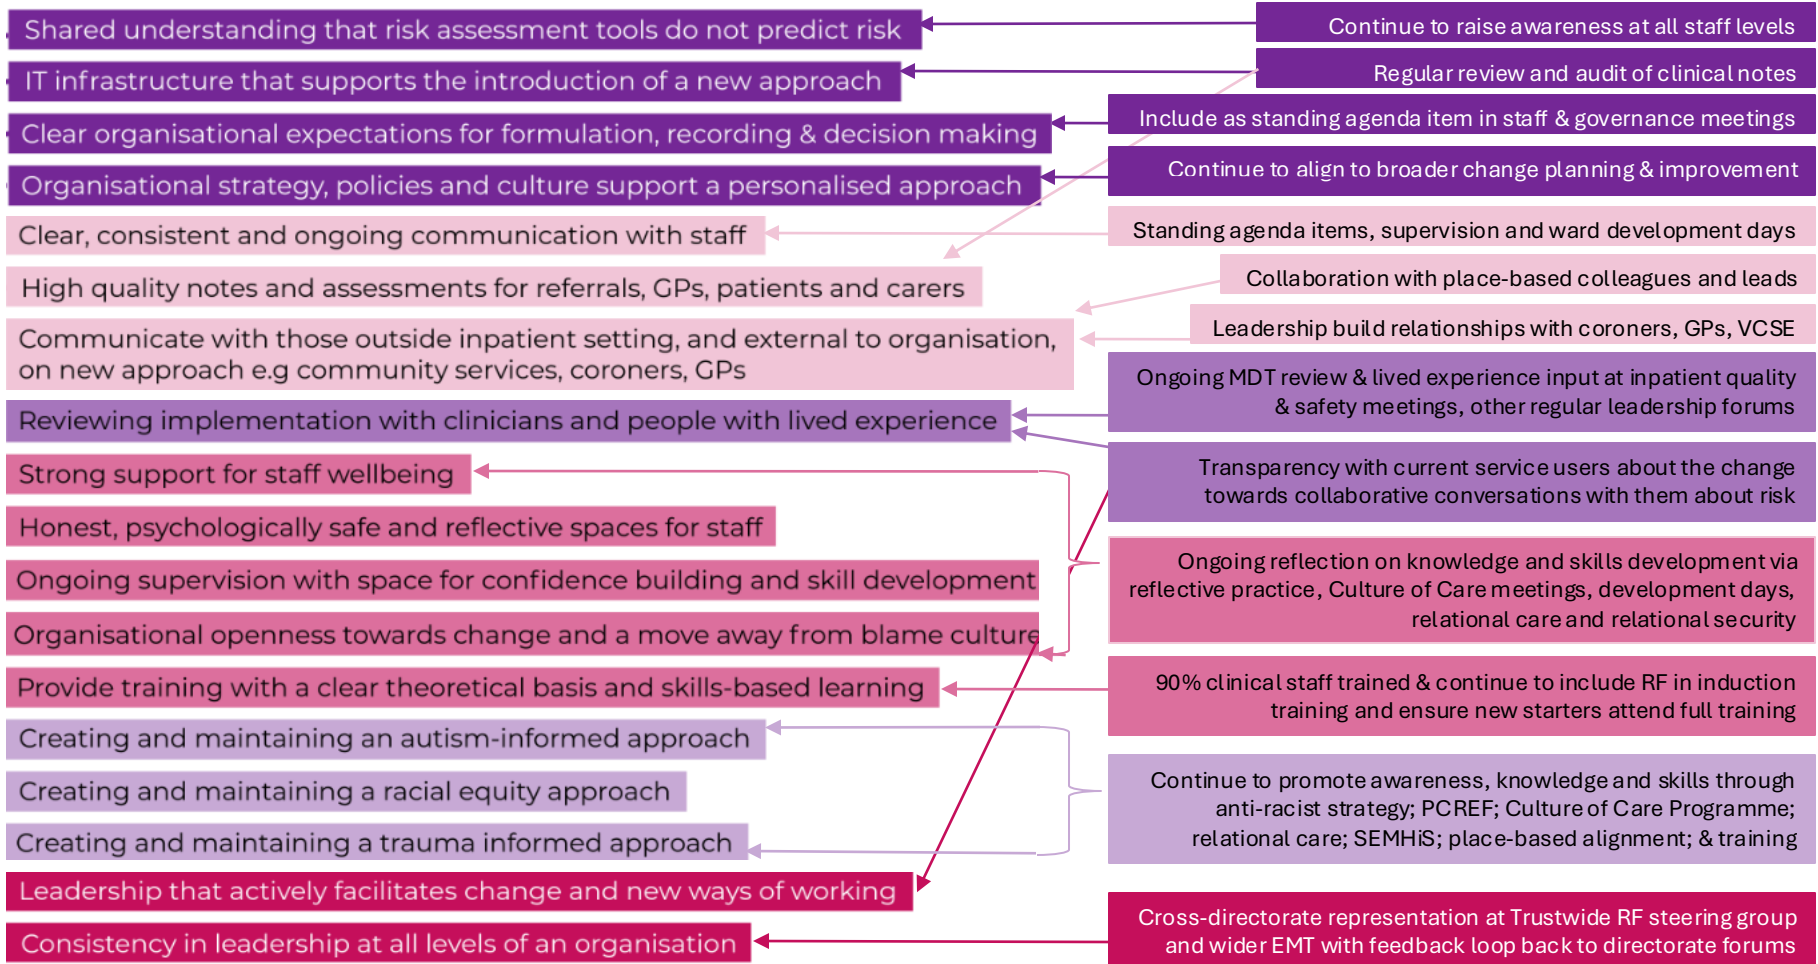 Shared understanding that risk assessment tools do not predict risk
IT infrastructure that supports the introduction of a new approach
Clear organisational expectations for formulation, recording & decision making
Organisational strategy, policies and culture support a personalised approach
Clear, consistent and ongoing communication with staff
High quality notes and assessments for referrals, GPs, patients and carers
Communicate with those outside inpatient setting, and external to organisation,
on new approach e.g community services, coroners, GPs
Reviewing implementation with clinicians and people with lived experience
Strong support for staff wellbeing
Honest, psychologically safe and reflective spaces for staff
Ongoing supervision with space for confidence building and skill development
Organisational openness towards change and a move away from blame culture
Provide training with a clear theoretical basis and skills-based learning
Creating and maintaining an autism-informed approach
Creating and maintaining a racial equity approach
Creating and maintaining a trauma informed approach
Leadership that actively facilitates change and new ways of working
Consistency in leadership at all levels of an organisation
Continue to raise awareness at all staff levels
Regular review and audit of clinical notes
Include as standing agenda item in staff & governance meetings
Continue to align to broader change planning & improvement
Standing agenda items, supervision and ward development days
Collaboration with place-based colleagues and leads
Leadership build relationships with coroners, GPs, VCSE
Ongoing MDT review & lived experience input at inpatient quality
& safety meetings, other regular leadership forums
Transparency with current service users about the change
towards collaborative conversations with them about risk
Ongoing reflection on knowledge and skills development via
reflective practice, Culture of Care meetings, development days,
relational care and relational security
90% clinical staff trained & continue to include RF in induction
training and ensure new starters attend full training
Continue to promote awareness, knowledge and skills through
anti-racist strategy; PCREF; Culture of Care Programme;
relational care; SEMHiS; place-based alignment; & training
Cross-directorate representation at Trustwide RF steering group
and wider EMT with feedback loop back to directorate forums